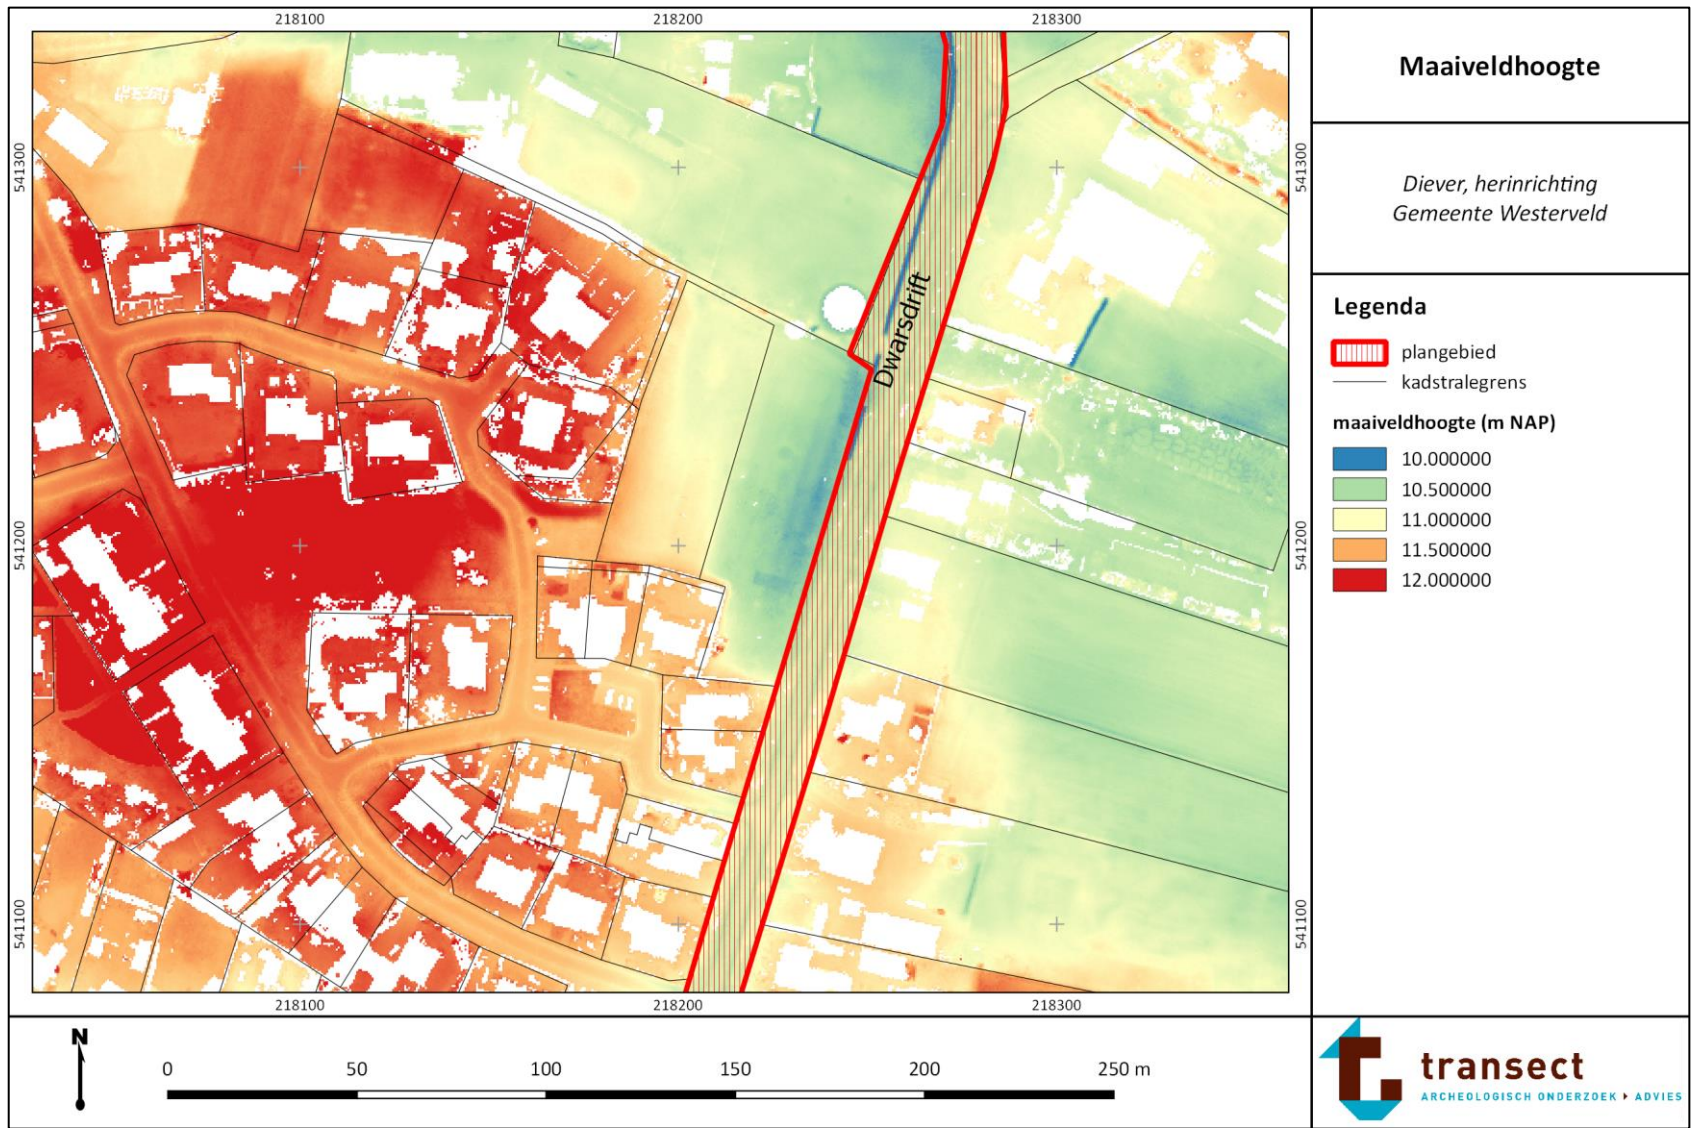 218100
218200
218300
541300
541300
541200
541200
541100
541100
Dwarsdrift
218100
218200
218300
Maaiveldhoogte
Diever, herinrichting
Gemeente Westerveld
Legenda
plangebied
kadstralegrens
maaiveldhoogte (m NAP)
10.000000
10.500000
11.000000
11.500000
12.000000
N
0
50
100
150
200
250 m
transect
ARCHEOLOGISCH ONDERZOEK ▸ ADVIES